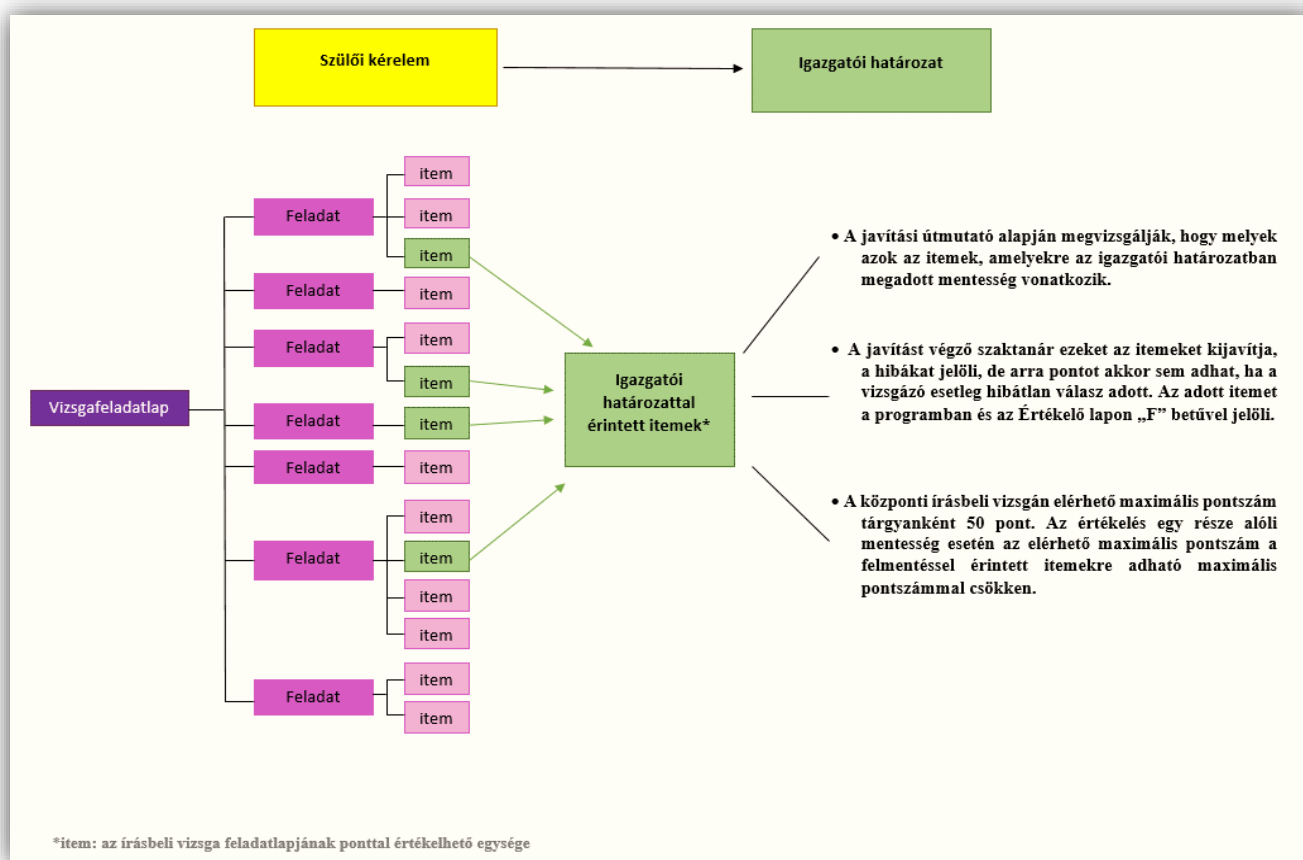 Szülői kérelem
Igazgatói határozat
Vizsgafeladatlap
Feladat
item
item
item
Feladat
item
Feladat
item
item
Feladat
item
Feladat
item
Feladat
item
item
item
item
Feladat
item
item
Igazgatói
határozattal
érintett itemek*
• A javítási útmutató alapján megvizsgálják, hogy melyek
azok az itemek, amelyekre az igazgatói határozatban
megadott mentesség vonatkozik.
• A javítást végző szaktanár ezeket az itemeket kijavítja,
a hibákat jelöli, de arra pontot akkor sem adhat, ha a
vizsgázó esetleg hibátlan válasz adott. Az adott itemet
a programban és az Értékelő lapon „F” betűvel jelöli.
• A központi írásbeli vizsgán elérhető maximális pontszám
tárgyanként 50 pont. Az értékelés egy része alóli
mentesség esetén az elérhető maximális pontszám a
felmentéssel érintett itemekre adható maximális
pontszámmal csökken.
*item: az írásbeli vizsga feladatlapjának ponttal értékelhető egysége